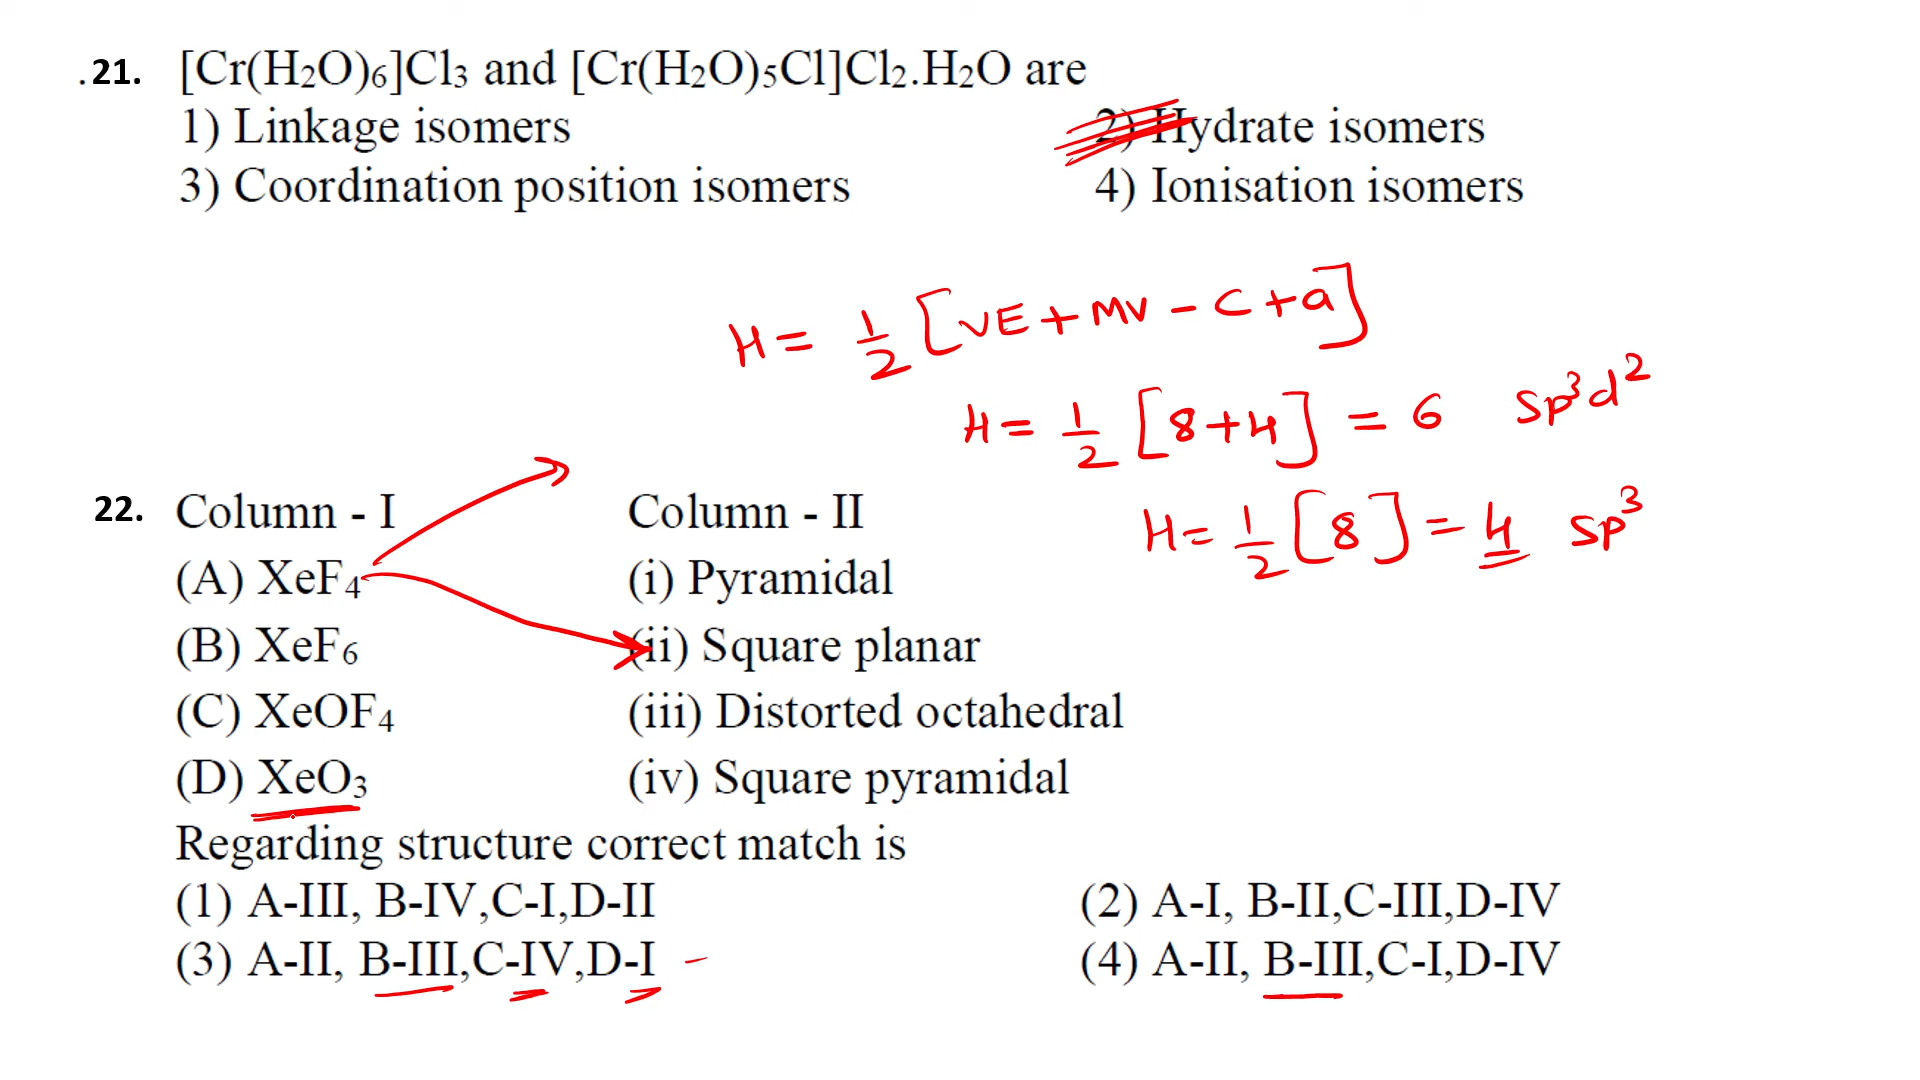 .21. [Cr(H₂O)₆]Cl₃ and [Cr(H₂O)₅Cl]Cl₂.H₂O are
1) Linkage isomers 2) Hydrate isomers
3) Coordination position isomers 4) Ionisation isomers
H = 1/2 [VE + MV - C + a]
H = 1/2 [8+4] = 6 sp³d²
H = 1/2 [8] = 4 sp³
22. Column - I Column - II
(A) XeF₄ (i) Pyramidal
(B) XeF₆ (ii) Square planar
(C) XeOF₄ (iii) Distorted octahedral
(D) XeO₃ (iv) Square pyramidal
Regarding structure correct match is
(1) A-III, B-IV,C-I,D-II (2) A-I, B-II,C-III,D-IV
(3) A-II, B-III,C-IV,D-I (4) A-II, B-III,C-I,D-IV